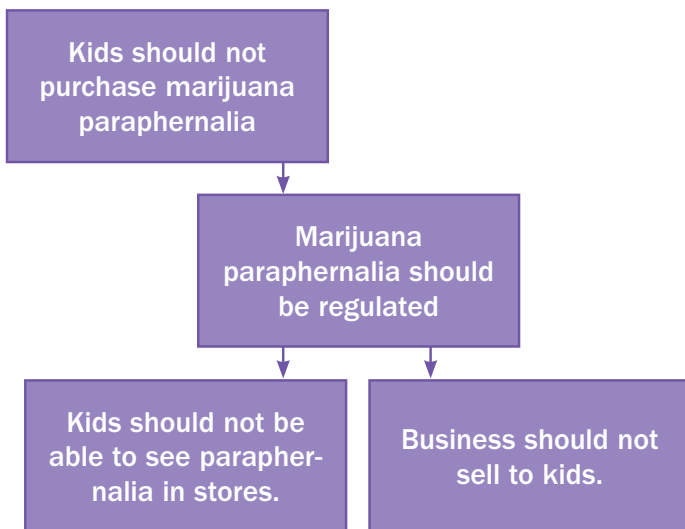 Kids should not
purchase marijuana
paraphernalia
Marijuana
paraphernalia should
be regulated
Kids should not be
able to see parapher-
nalia in stores.
Business should not
sell to kids.